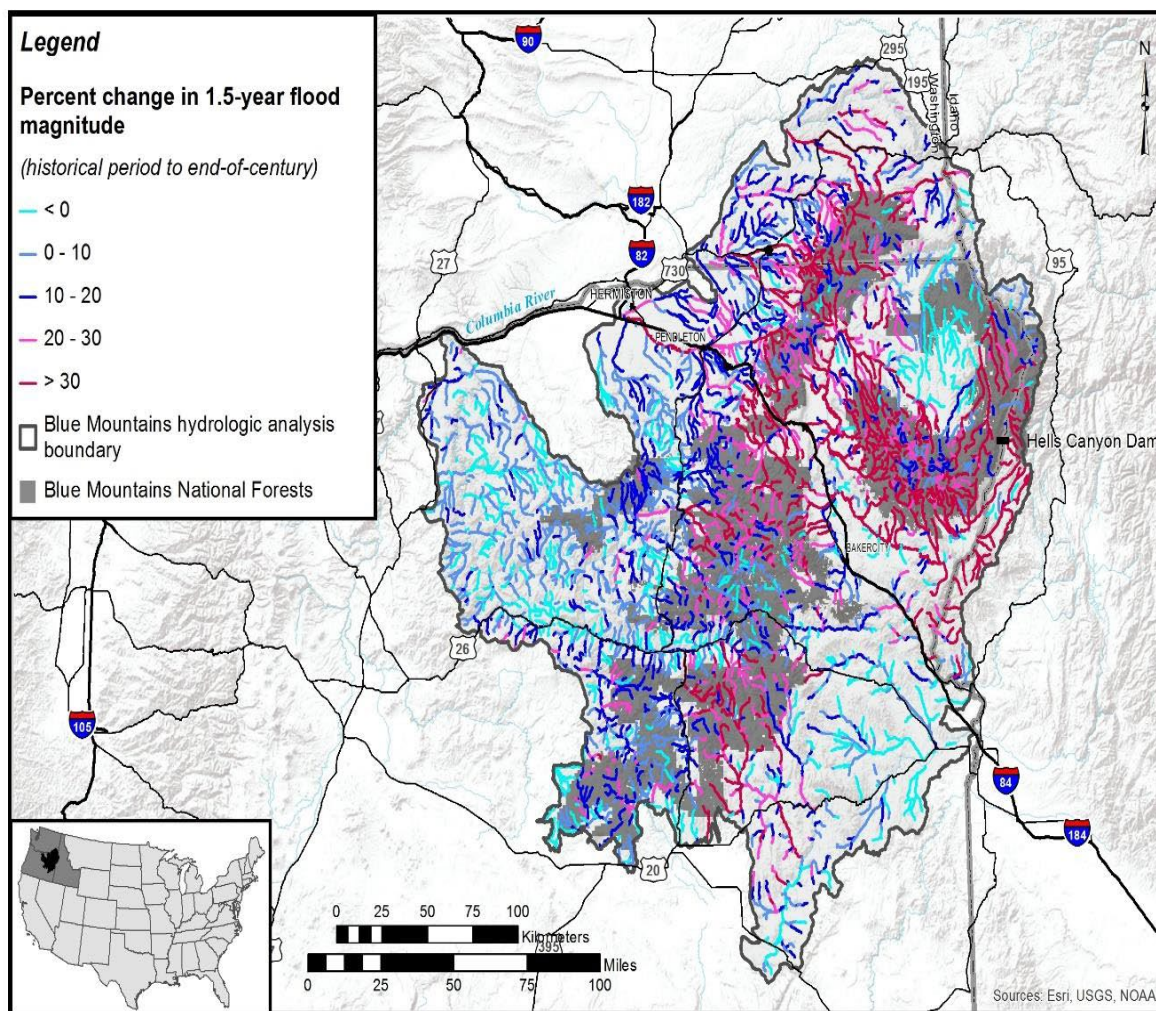 Legend
Percent change in 1.5-year flood
magnitude
(historical period to end-of-century)
< 0
0 - 10
10 - 20
20 - 30
> 30
Blue Mountains hydrologic analysis
boundary
Blue Mountains National Forests
90
295
195
Washington
Idaho
N
182
82
27
730
95
HERMISTON
Columbia River
PENDLETON
Hells Canyon Dam
BAKERCITY
26
105
84
184
20
0 25 50 75 100
Kilometers
395
Miles
0 25 50 75 100
Sources: Esri, USGS, NOAA